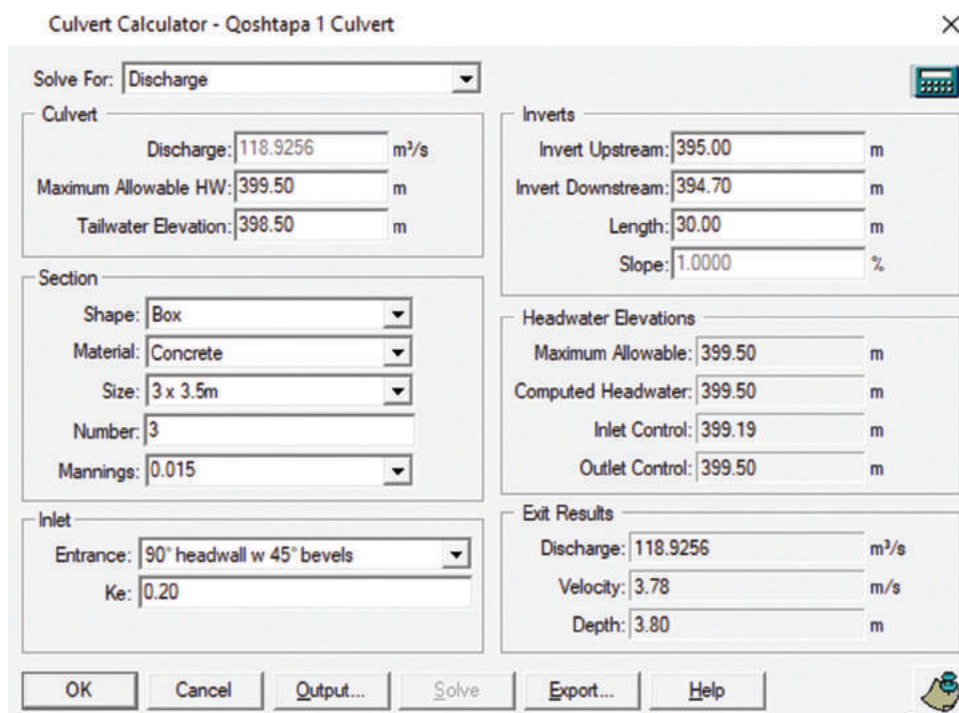 Culvert Calculator - Qoshtapa 1 Culvert
Solve For: Discharge
Culvert
Discharge: 118.9256 m³/s
Maximum Allowable HW: 399.50 m
Tailwater Elevation: 398.50 m
Section
Shape: Box
Material: Concrete
Size: 3 x 3.5m
Number: 3
Mannings: 0.015
Inlet
Entrance: 90° headwall w 45° bevels
Ke: 0.20
Inverts
Invert Upstream: 395.00 m
Invert Downstream: 394.70 m
Length: 30.00 m
Slope: 1.0000 %
Headwater Elevations
Maximum Allowable: 399.50 m
Computed Headwater: 399.50 m
Inlet Control: 399.19 m
Outlet Control: 399.50 m
Exit Results
Discharge: 118.9256 m³/s
Velocity: 3.78 m/s
Depth: 3.80 m
OK Cancel Output... Solve Export... Help